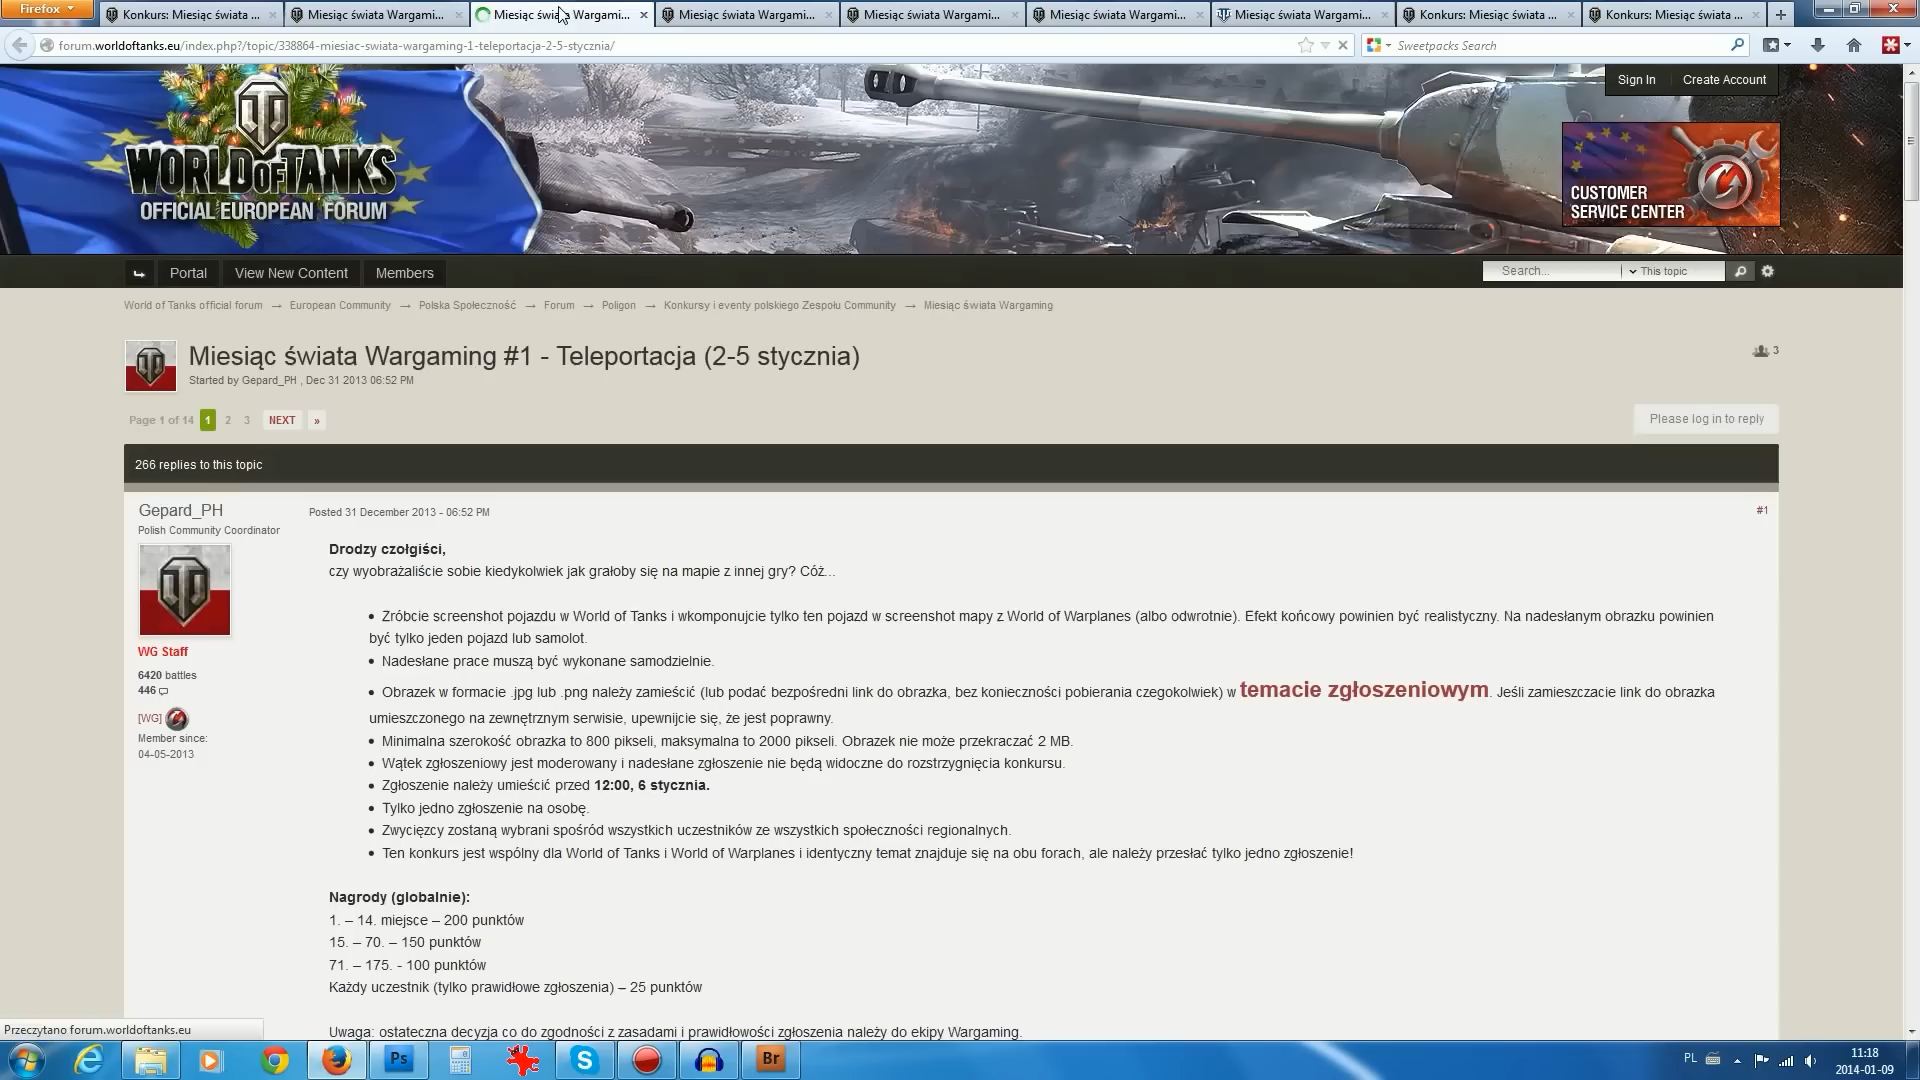 Firefox
Konkurs: Miesiąc świata ...
Miesiąc świata Wargami...
Miesiąc świata Wargami...
Miesiąc świata Wargami...
Miesiąc świata Wargami...
Miesiąc świata Wargami...
Miesiąc świata Wargami...
Konkurs: Miesiąc świata ...
Konkurs: Miesiąc świata ...
forum.worldoftanks.eu/index.php?/topic/338864-miesiac-swiata-wargaming-1-teleportacja-2-5-stycznia/
Sweetpacks Search
Sign In
Create Account
WORLD OF TANKS
OFFICIAL EUROPEAN FORUM
CUSTOMER
SERVICE CENTER
Portal
View New Content
Members
Search...
This topic
World of Tanks official forum → European Community → Polska Społeczność → Forum → Poligon → Konkursy i eventy polskiego Zespołu Community → Miesiąc świata Wargaming
Miesiąc świata Wargaming #1 - Teleportacja (2-5 stycznia)
3
Started by Gepard_PH , Dec 31 2013 06:52 PM
Page 1 of 14 1 2 3 NEXT »
Please log in to reply
266 replies to this topic
Gepard_PH
Polish Community Coordinator
WG Staff
6420 battles
446
[WG]
Member since:
04-05-2013
Posted 31 December 2013 - 06:52 PM
#1
Drodzy czołgiści,
czy wyobrażaliście sobie kiedykolwiek jak grałoby się na mapie z innej gry? Cóż...
• Zróbcie screenshot pojazdu w World of Tanks i wkomponujcie tylko ten pojazd w screenshot mapy z World of Warplanes (albo odwrotnie). Efekt końcowy powinien być realistyczny. Na nadesłanym obrazku powinien
być tylko jeden pojazd lub samolot.
• Nadesłane prace muszą być wykonane samodzielnie.
• Obrazek w formacie .jpg lub .png należy zamieścić (lub podać bezpośredni link do obrazka, bez konieczności pobierania czegokolwiek) w temacie zgłoszeniowym. Jeśli zamieszczacie link do obrazka
umieszczonego na zewnętrznym serwisie, upewnijcie się, że jest poprawny.
• Minimalna szerokość obrazka to 800 pikseli, maksymalna to 2000 pikseli. Obrazek nie może przekraczać 2 MB.
• Wątek zgłoszeniowy jest moderowany i nadesłane zgłoszenie nie będą widoczne do rozstrzygnięcia konkursu.
• Zgłoszenie należy umieścić przed 12:00, 6 stycznia.
• Tylko jedno zgłoszenie na osobę.
• Zwycięzcy zostaną wybrani spośród wszystkich uczestników ze wszystkich społeczności regionalnych.
• Ten konkurs jest wspólny dla World of Tanks i World of Warplanes i identyczny temat znajduje się na obu forach, ale należy przesłać tylko jedno zgłoszenie!
Nagrody (globalnie):
1. – 14. miejsce – 200 punktów
15. – 70. – 150 punktów
71. – 175. - 100 punktów
Każdy uczestnik (tylko prawidłowe zgłoszenia) – 25 punktów
Uwaga: ostateczna decyzja co do zgodności z zasadami i prawidłowości zgłoszenia należy do ekipy Wargaming.
Przeczytano forum.worldoftanks.eu
Ps
Br
PL
11:18
2014-01-09